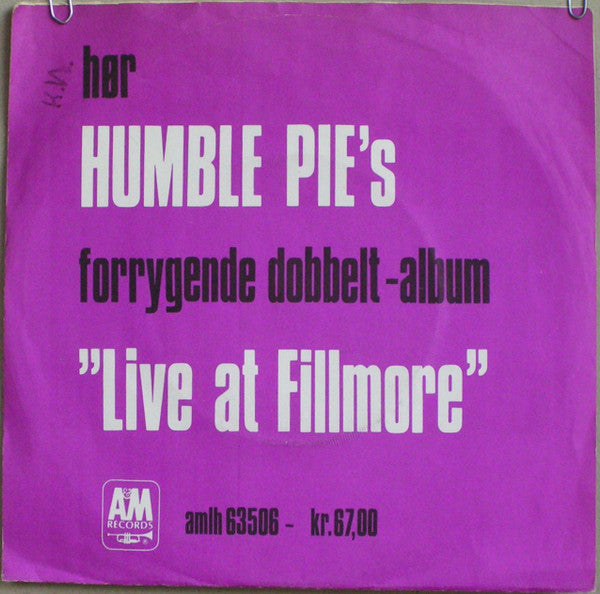 hør
HUMBLE PIE's
forrygende dobbelt-album
"Live at Fillmore"
A&M
RECORDS
amlh 63506 - kr. 67,00